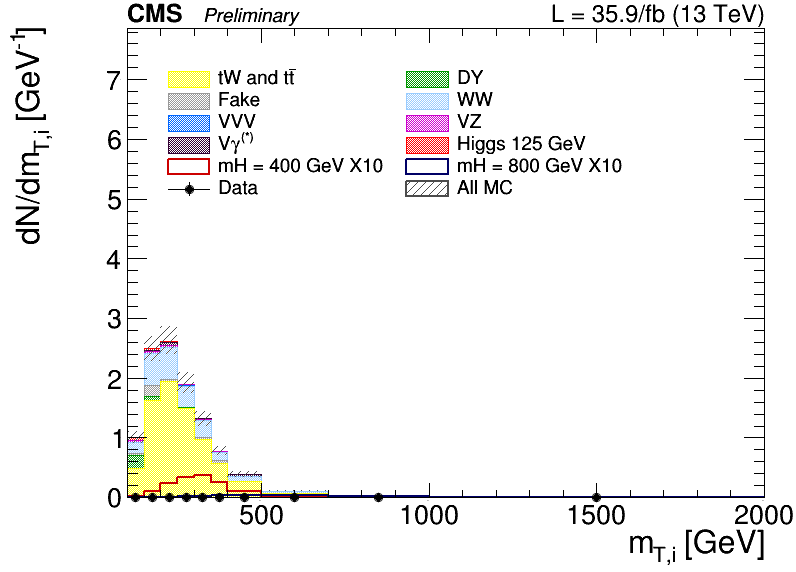 CMS Preliminary L = 35.9/fb (13 TeV)
dN/dm_{T,i} [GeV^{-1}]
7
6
5
4
3
2
1
0
tW and tt̄ DY
Fake WW
VVV VZ
Vγ^{(*)} Higgs 125 GeV
mH = 400 GeV X10 mH = 800 GeV X10
Data All MC
500 1000 1500 2000
m_{T,i} [GeV]